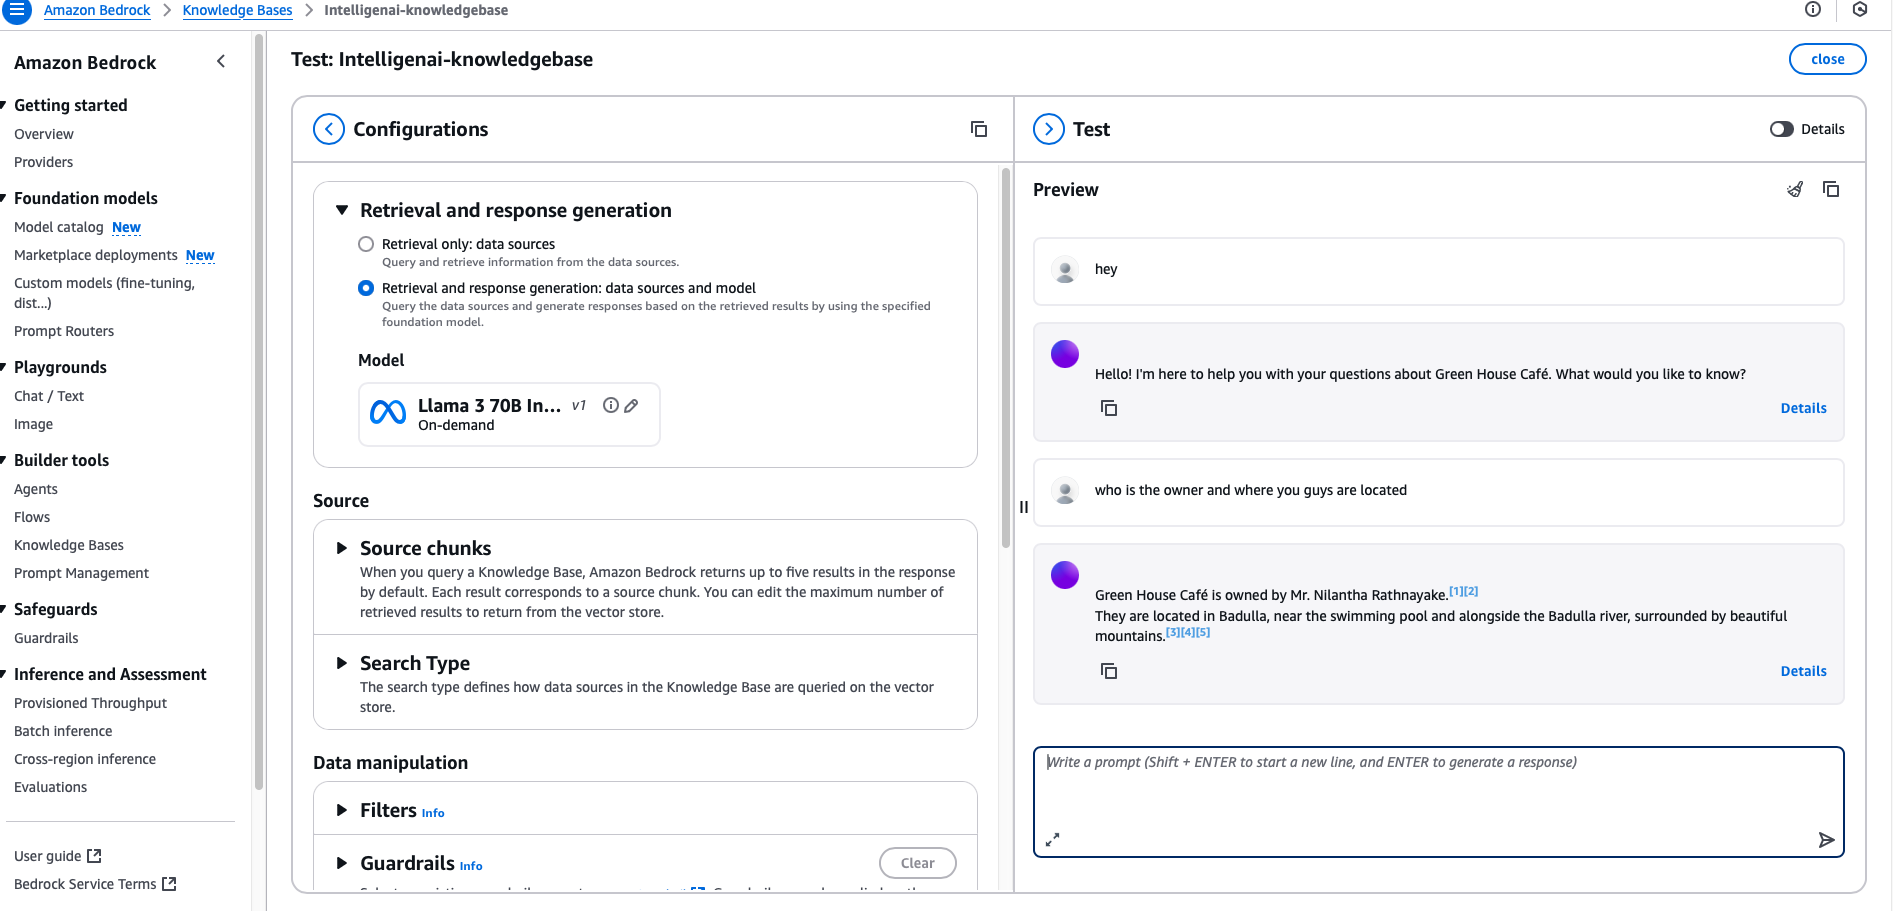 Amazon Bedrock > Knowledge Bases > Intelligenai-knowledgebase
Amazon Bedrock
Getting started
Overview
Providers
Foundation models
Model catalog New
Marketplace deployments New
Custom models (fine-tuning,
dist...)
Prompt Routers
Playgrounds
Chat / Text
Image
Builder tools
Agents
Flows
Knowledge Bases
Prompt Management
Safeguards
Guardrails
Inference and Assessment
Provisioned Throughput
Batch inference
Cross-region inference
Evaluations
User guide
Bedrock Service Terms
Test: Intelligenai-knowledgebase
close
Configurations
Retrieval and response generation
Retrieval only: data sources
Query and retrieve information from the data sources.
Retrieval and response generation: data sources and model
Query the data sources and generate responses based on the retrieved results by using the specified
foundation model.
Model
Llama 3 70B In... v1
On-demand
Source
Source chunks
When you query a Knowledge Base, Amazon Bedrock returns up to five results in the response
by default. Each result corresponds to a source chunk. You can edit the maximum number of
retrieved results to return from the vector store.
Search Type
The search type defines how data sources in the Knowledge Base are queried on the vector
store.
Data manipulation
Filters Info
Guardrails Info
Clear
Test
Details
Preview
hey
Hello! I'm here to help you with your questions about Green House Café. What would you like to know?
Details
who is the owner and where you guys are located
Green House Café is owned by Mr. Nilantha Rathnayake.[1][2]
They are located in Badulla, near the swimming pool and alongside the Badulla river, surrounded by beautiful
mountains.[3][4][5]
Details
Write a prompt (Shift + ENTER to start a new line, and ENTER to generate a response)